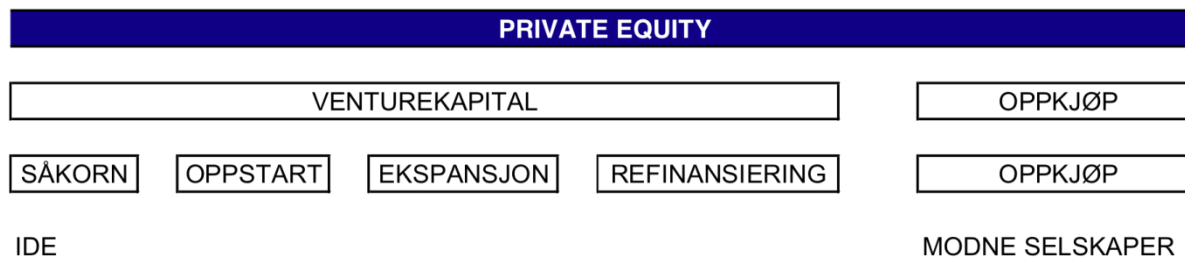 PRIVATE EQUITY
VENTUREKAPITAL OPPKJØP
SÅKORN OPPSTART EKSPANSJON REFINANSIERING OPPKJØP
IDE MODNE SELSKAPER